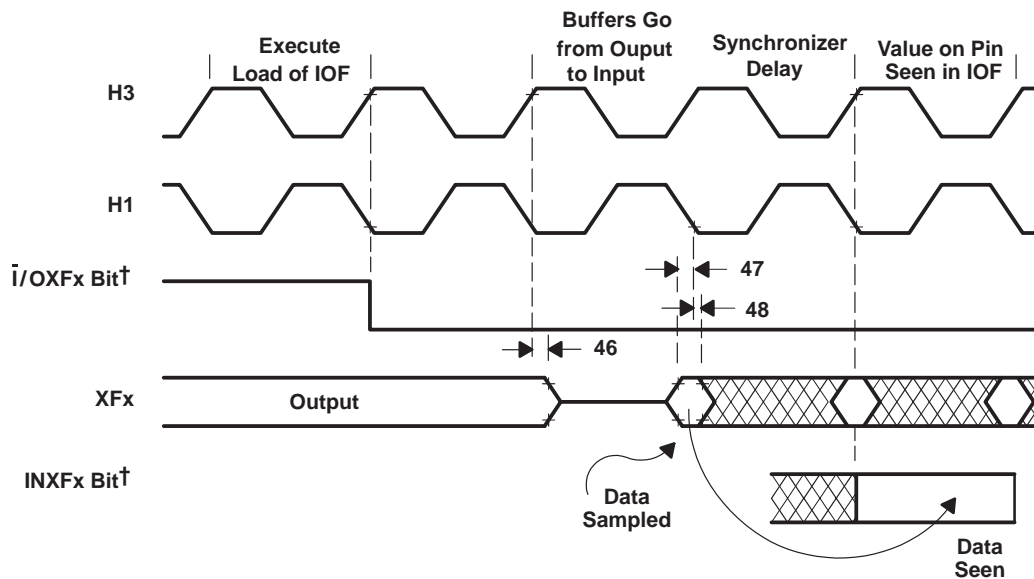 Execute
Load of IOF
Buffers Go
from Ouput
to Input
Synchronizer
Delay
Value on Pin
Seen in IOF
H3
H1
Ī/OXFx Bit†
47
48
46
XFx
Output
INXFx Bit†
Data
Sampled
Data
Seen